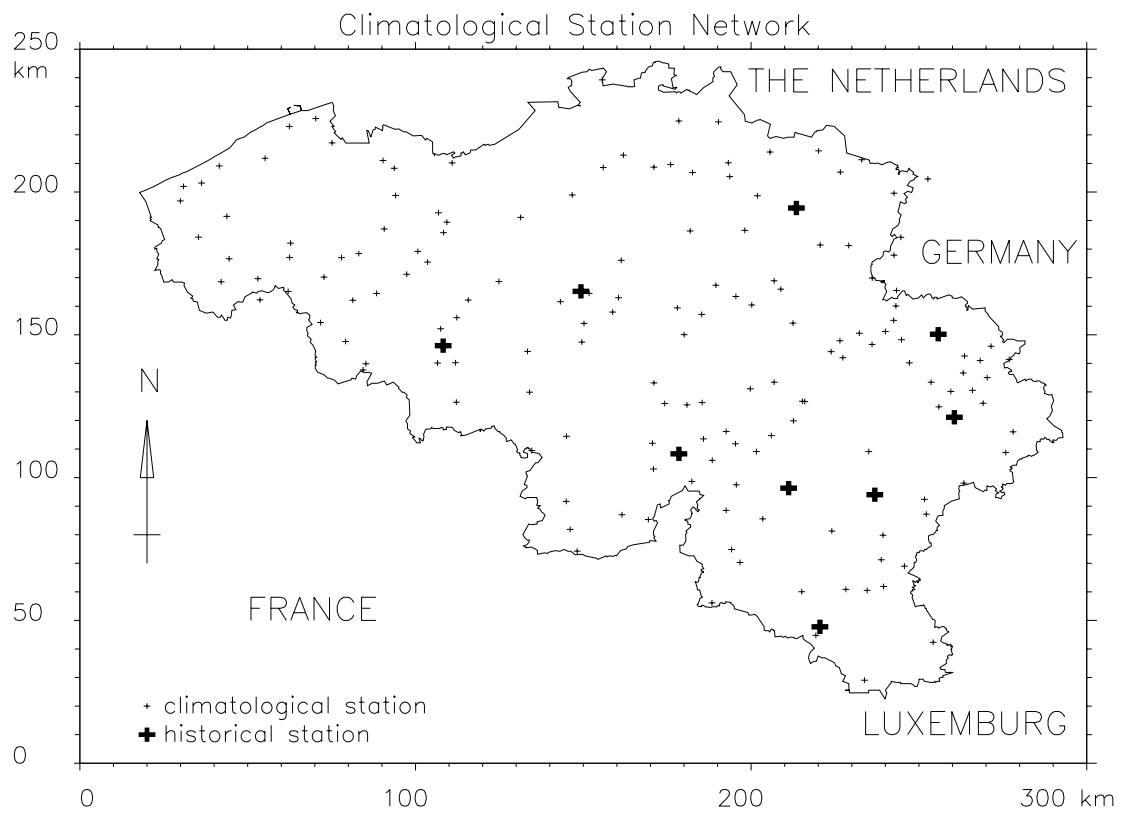 Climatological Station Network
250
km
THE NETHERLANDS
200
GERMANY
150
N
100
FRANCE
50
climatological station
historical station
LUXEMBURG
0
0 100 200 300 km